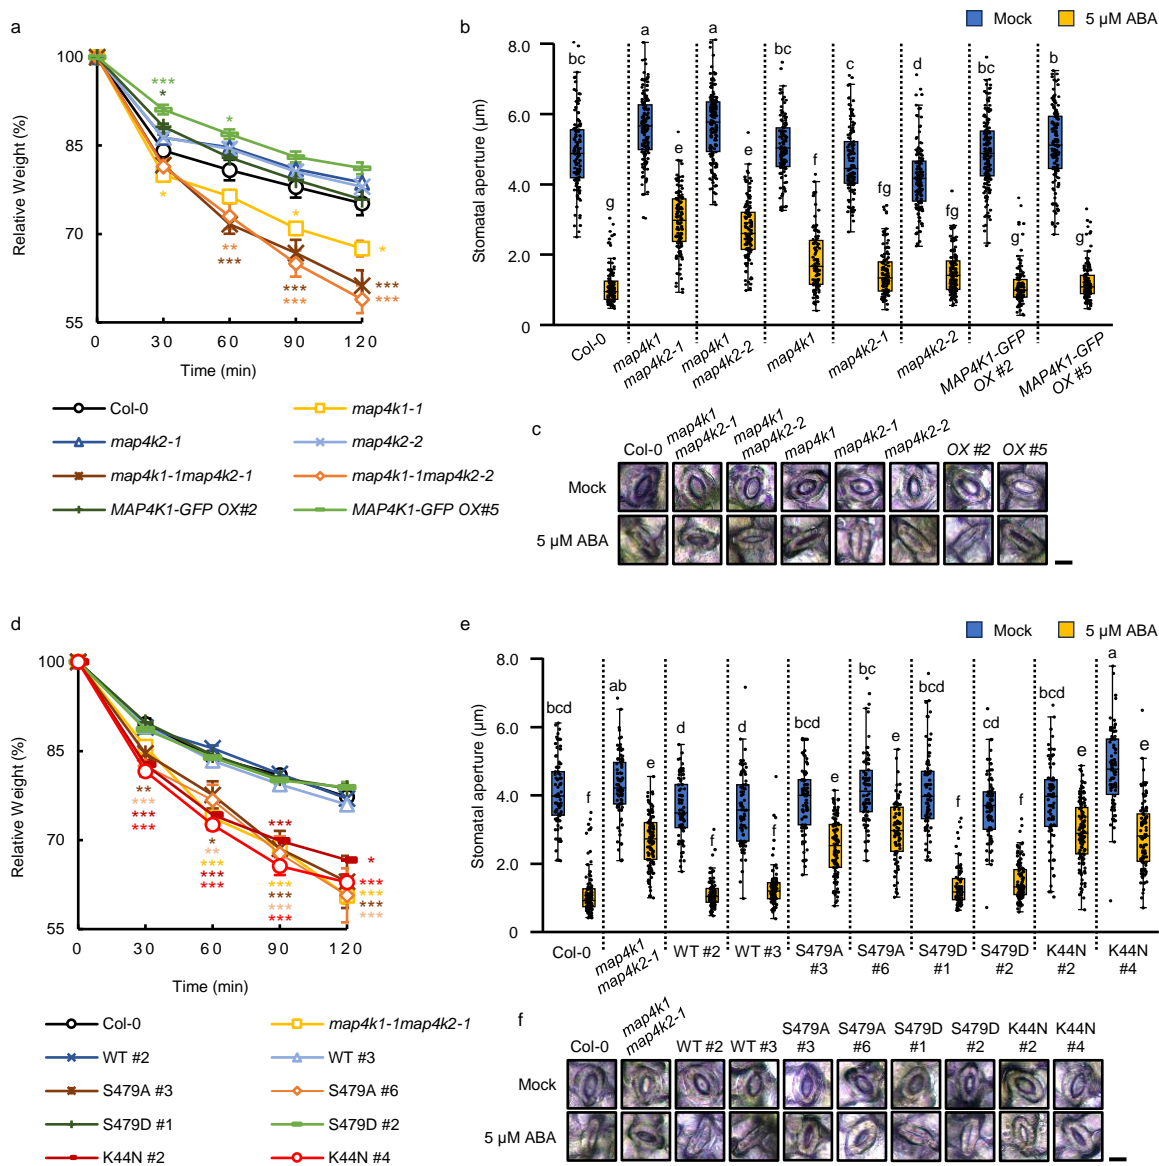 a
100
85
70
55
Relative Weight (%)
***
*
*
*
**
***
*
***
***
*
***
***
0 30 60 90 120
Time (min)
Col-0
map4k1-1
map4k2-1
map4k2-2
map4k1-1map4k2-1
map4k1-1map4k2-2
MAP4K1-GFP OX#2
MAP4K1-GFP OX#5
b
Mock
5 µM ABA
8.0
6.0
4.0
2.0
0
Stomatal aperture (µm)
bc a a bc c d bc b
g e e f fg fg g g
Col-0
map4k1
map4k2-1
map4k1
map4k2-2
map4k1
map4k2-1
map4k2-2
MAP4K1-GFP
OX #2
MAP4K1-GFP
OX #5
c
Col-0
map4k1
map4k2-1
map4k1
map4k2-2
map4k1
map4k2-1
map4k2-2
OX #2
OX #5
Mock
5 µM ABA
d
100
85
70
55
Relative Weight (%)
**
***
***
***
*
**
***
***
***
***
***
***
***
***
*
***
***
***
***
0 30 60 90 120
Time (min)
Col-0
map4k1-1map4k2-1
WT #2
WT #3
S479A #3
S479A #6
S479D #1
S479D #2
K44N #2
K44N #4
e
Mock
5 µM ABA
8.0
6.0
4.0
2.0
0
Stomatal aperture (µm)
bcd ab d d bcd bc bcd cd bcd a
f e f f e e f f e e
Col-0
map4k1
map4k2-1
WT #2
WT #3
S479A
#3
S479A
#6
S479D
#1
S479D
#2
K44N
#2
K44N
#4
f
Col-0
map4k1
map4k2-1
WT #2
WT #3
S479A
#3
S479A
#6
S479D
#1
S479D
#2
K44N
#2
K44N
#4
Mock
5 µM ABA